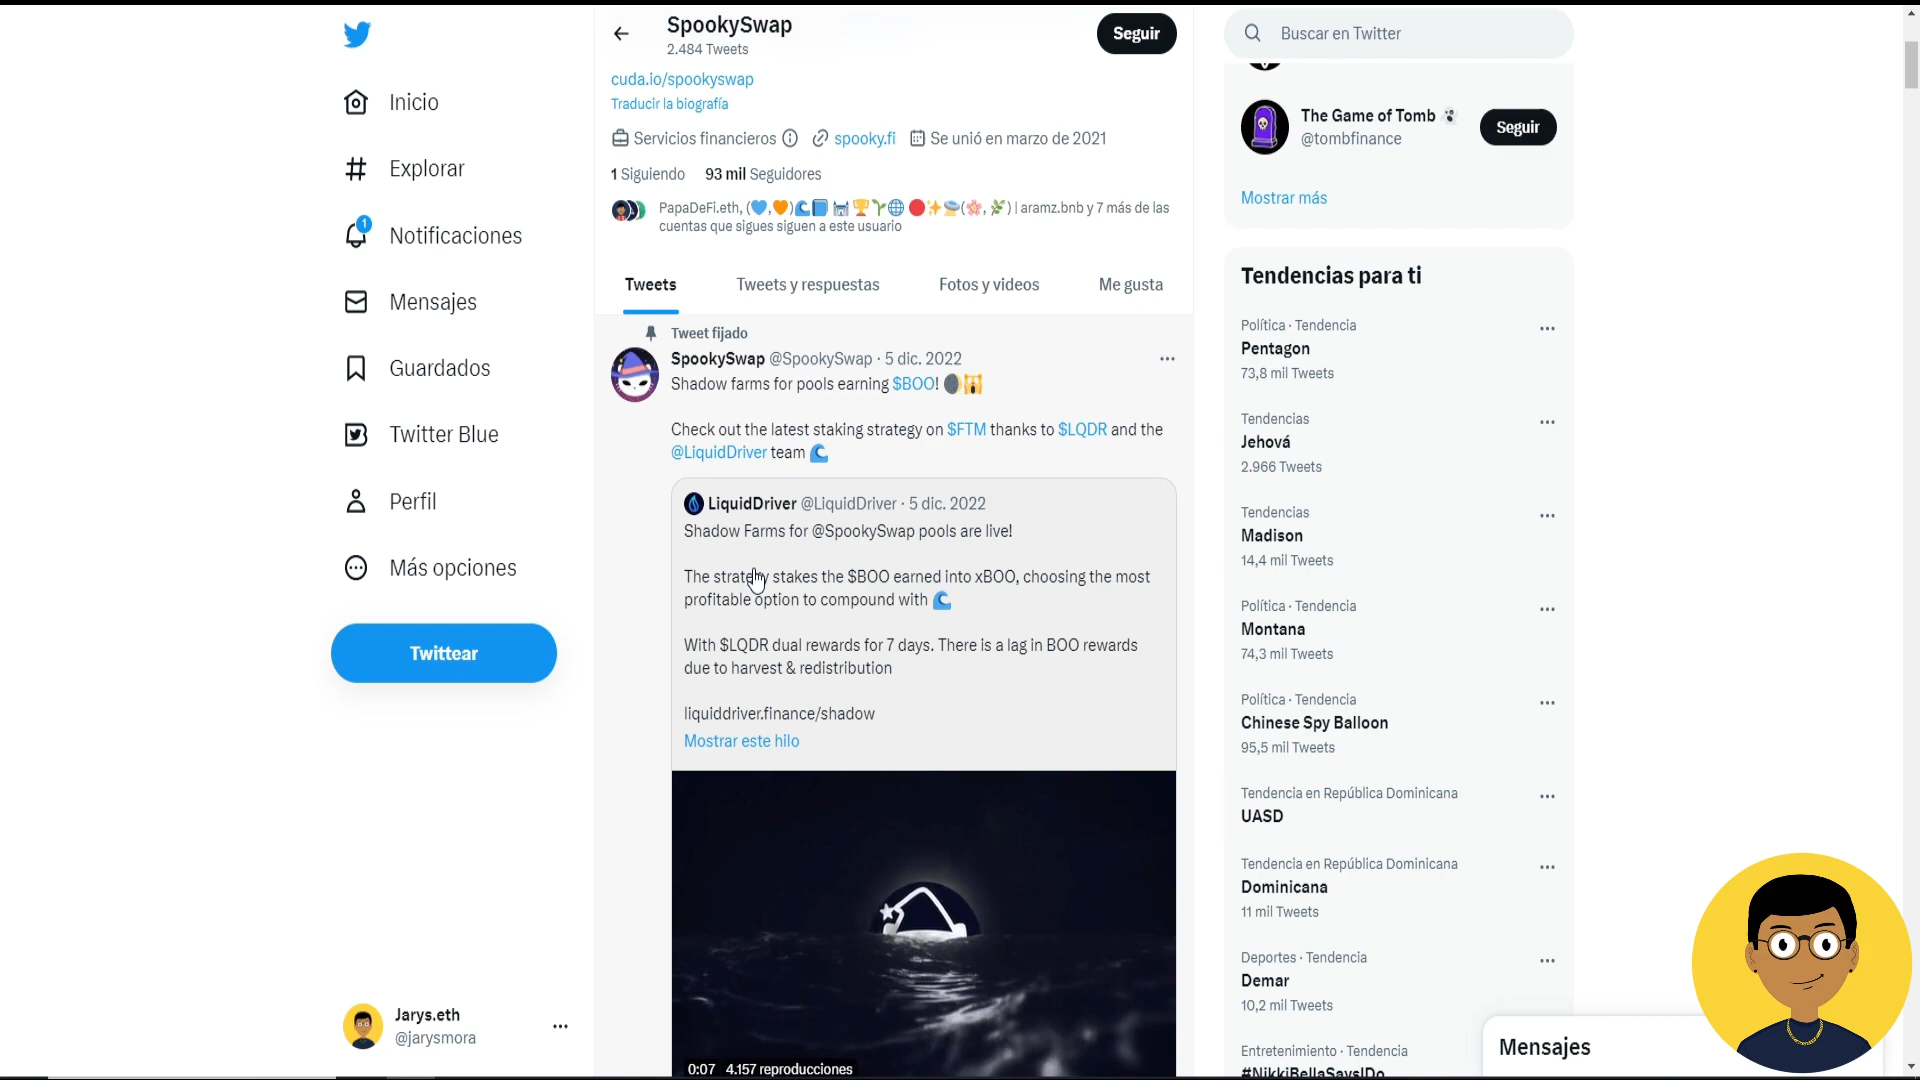 Inicio
Explorar
1
Notificaciones
Mensajes
Guardados
Twitter Blue
Perfil
Más opciones
Twittear
Jarys.eth
@jarysmora
SpookySwap
2.484 Tweets
Seguir
cuda.io/spookyswap
Traducir la biografía
Servicios financieros spooky.fi Se unió en marzo de 2021
1 Siguiendo 93 mil Seguidores
PapaDeFi.eth, (💙,🧡)🌊📘 🏆🌱🌐 🔴✨ (🌸, 🌿) | aramz.bnb y 7 más de las
cuentas que sigues siguen a este usuario
Tweets Tweets y respuestas Fotos y videos Me gusta
Tweet fijado
SpookySwap @SpookySwap · 5 dic. 2022
Shadow farms for pools earning $BOO! 🌒🙀
Check out the latest staking strategy on $FTM thanks to $LQDR and the
@LiquidDriver team 🌊
LiquidDriver @LiquidDriver · 5 dic. 2022
Shadow Farms for @SpookySwap pools are live!
The strategy stakes the $BOO earned into xBOO, choosing the most
profitable option to compound with 🌊
With $LQDR dual rewards for 7 days. There is a lag in BOO rewards
due to harvest & redistribution
liquiddriver.finance/shadow
Mostrar este hilo
0:07 4.157 reproducciones
Buscar en Twitter
The Game of Tomb
@tombfinance
Seguir
Mostrar más
Tendencias para ti
Política · Tendencia
Pentagon
73,8 mil Tweets
Tendencias
Jehová
2.966 Tweets
Tendencias
Madison
14,4 mil Tweets
Política · Tendencia
Montana
74,3 mil Tweets
Política · Tendencia
Chinese Spy Balloon
95,5 mil Tweets
Tendencia en República Dominicana
UASD
Tendencia en República Dominicana
Dominicana
11 mil Tweets
Deportes · Tendencia
Demar
10,2 mil Tweets
Entretenimiento · Tendencia
#NikkiBellaSaysIDo
Mensajes